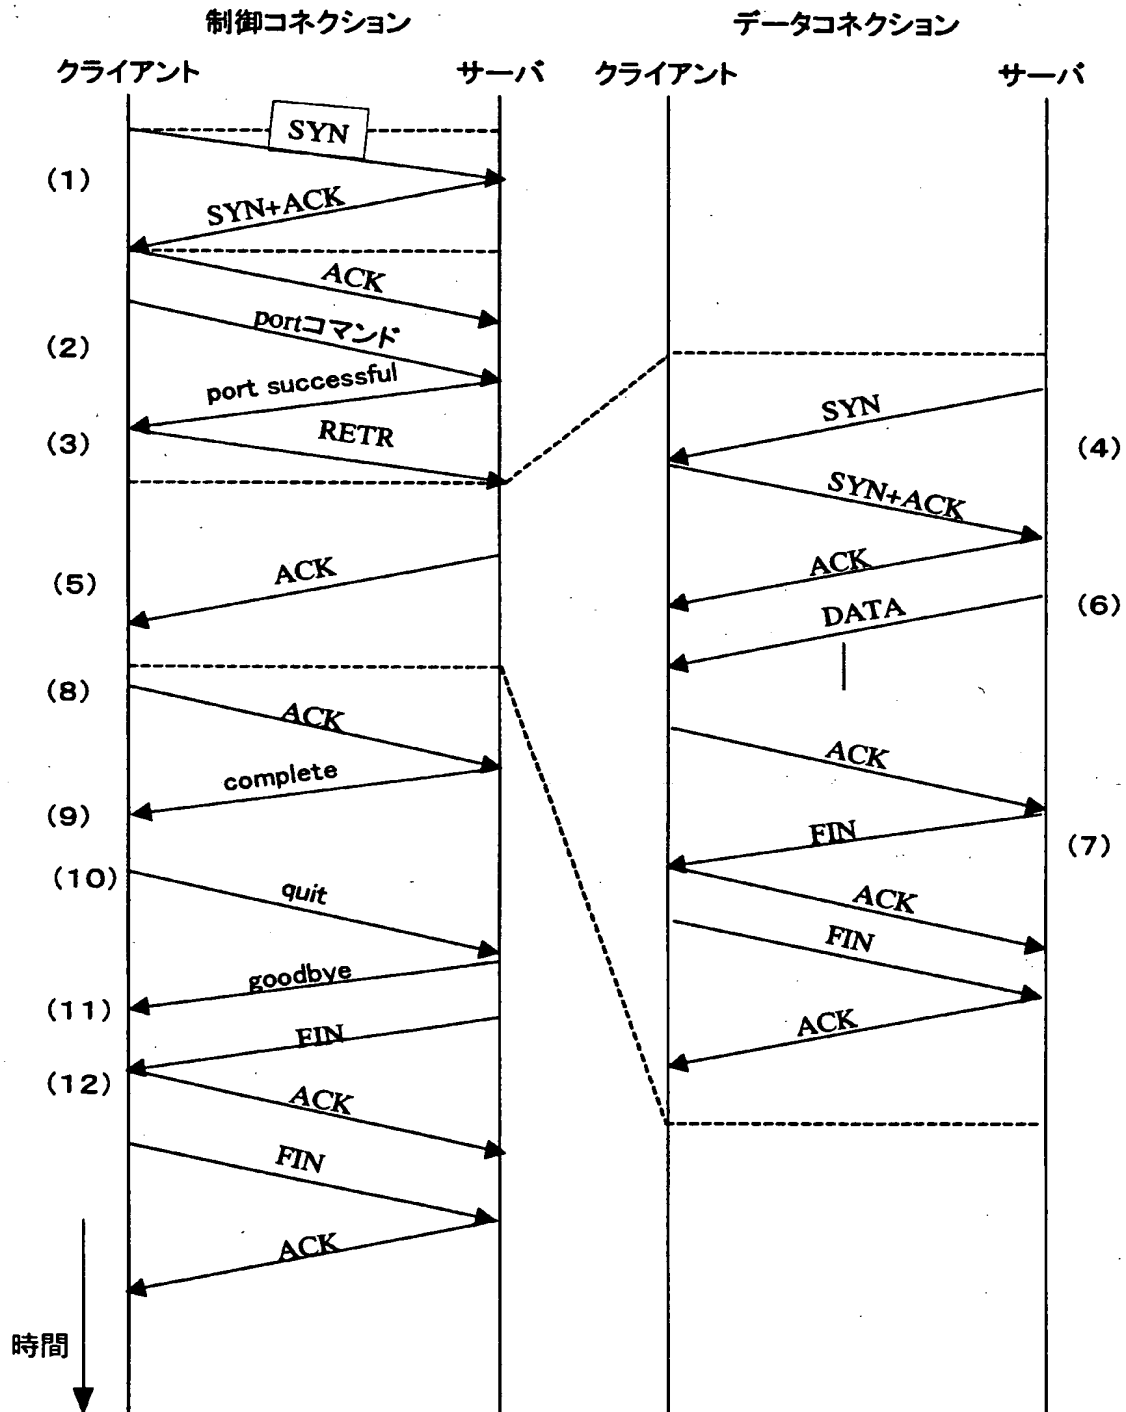 制御コネクション
データコネクション
クライアント
サーバ
クライアント
サーバ
SYN
(1)
SYN+ACK
ACK
portコマンド
(2)
port successful
RETR
(3)
SYN
(4)
SYN+ACK
ACK
(5)
ACK
DATA
(6)
(8)
ACK
ACK
complete
(9)
FIN
(7)
(10)
quit
ACK
FIN
goodbye
(11)
FIN
ACK
(12)
ACK
FIN
ACK
時間